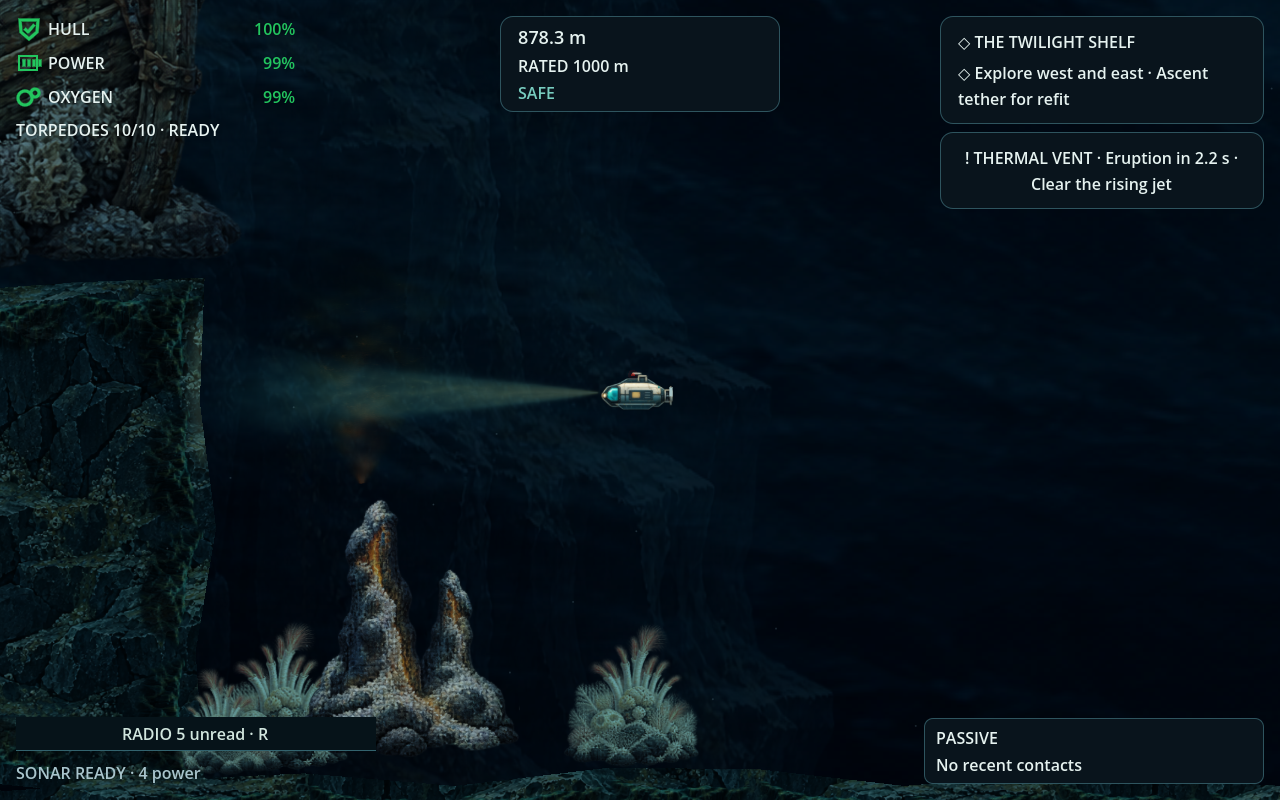 HULL 100%
POWER 99%
OXYGEN 99%
TORPEDOES 10/10 · READY
878.3 m
RATED 1000 m
SAFE
◇ THE TWILIGHT SHELF
◇ Explore west and east · Ascent
tether for refit
! THERMAL VENT · Eruption in 2.2 s ·
Clear the rising jet
RADIO 5 unread · R
SONAR READY · 4 power
PASSIVE
No recent contacts